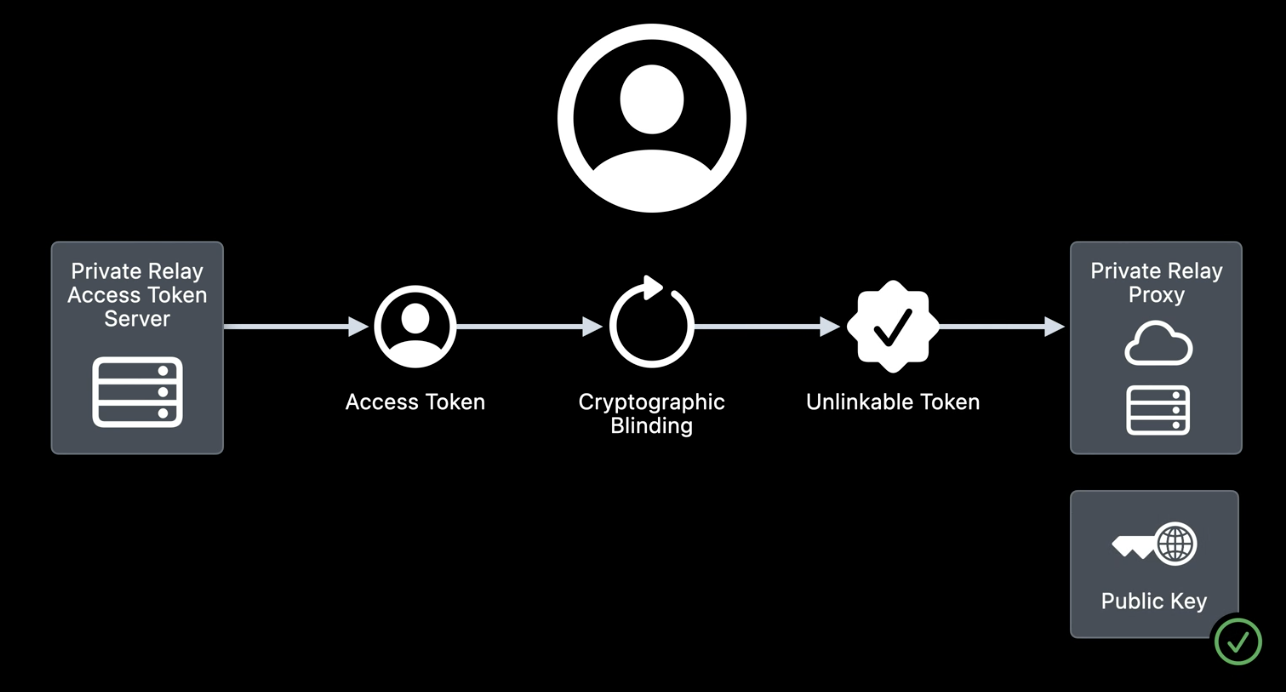 Private Relay
Access Token
Server
Access Token
Cryptographic
Blinding
Unlinkable Token
Private Relay
Proxy
Public Key